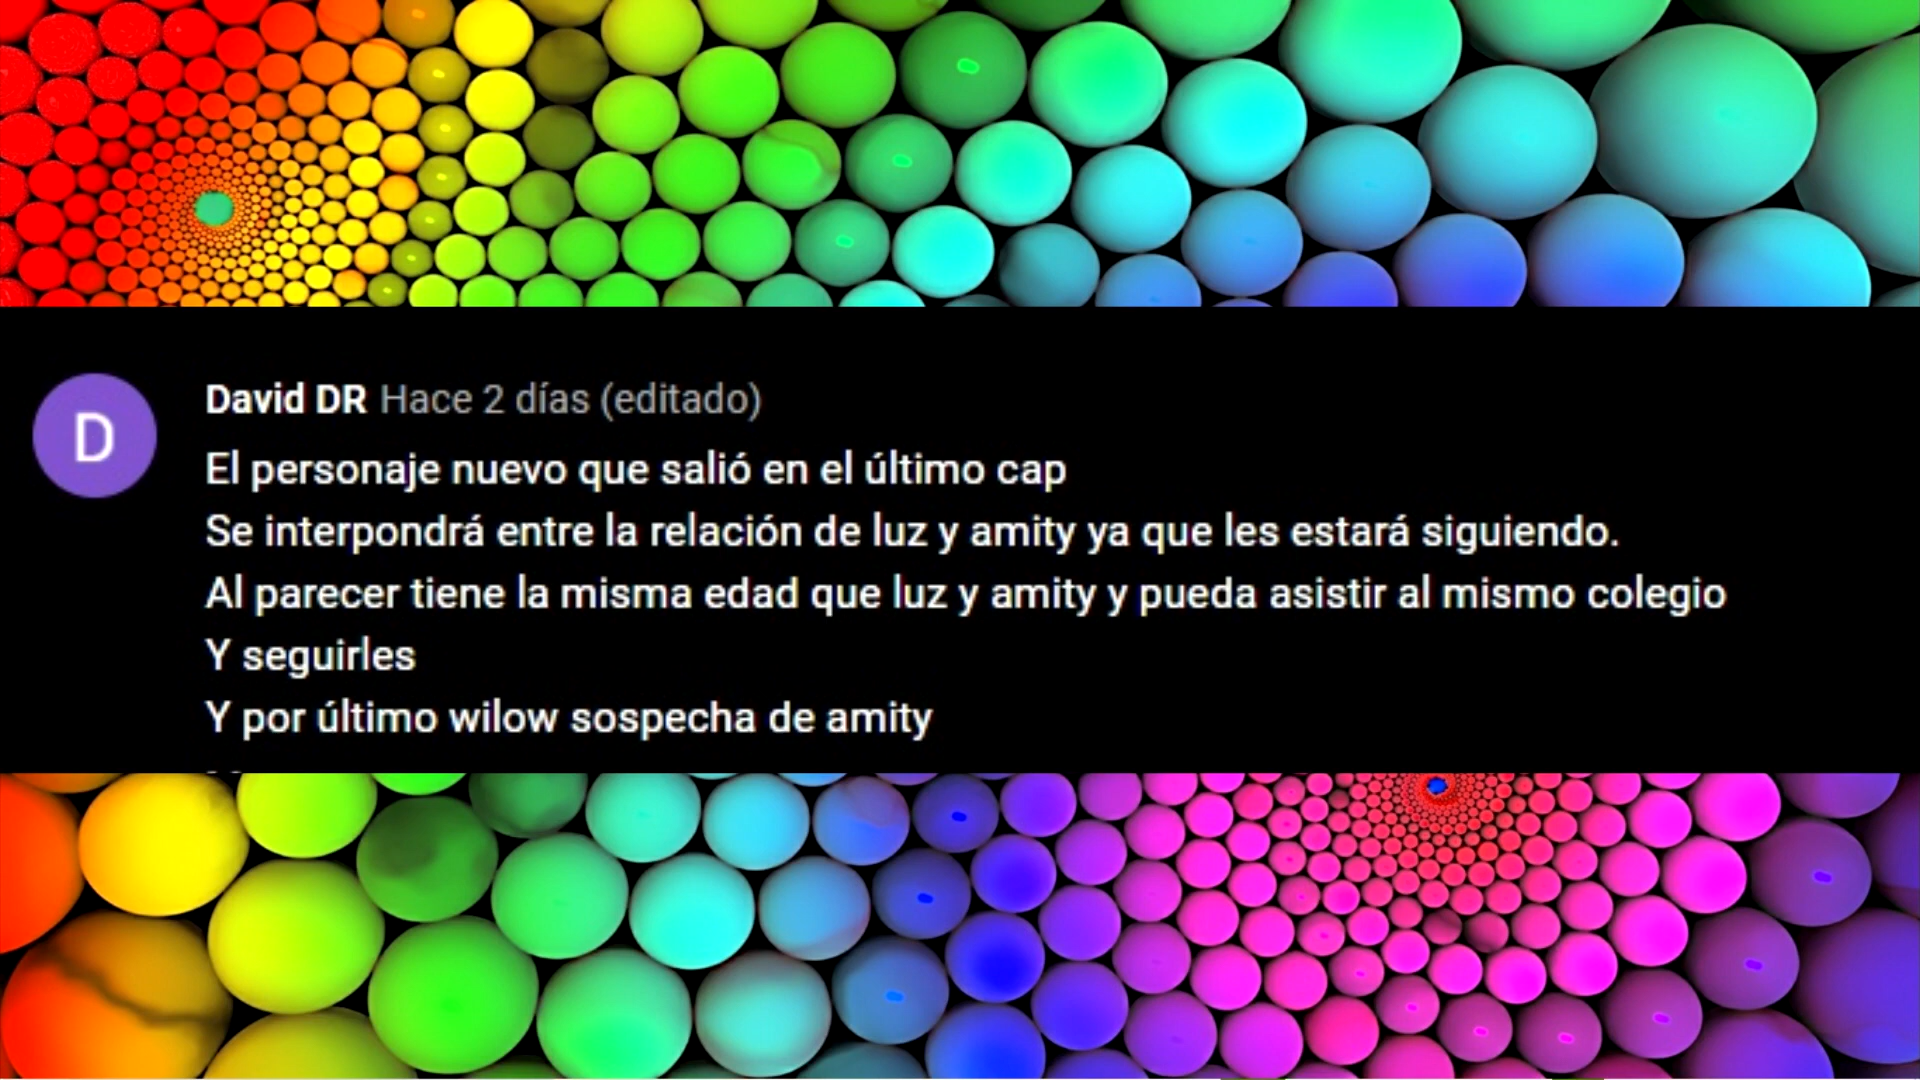 D
David DR Hace 2 días (editado)
El personaje nuevo que salió en el último cap
Se interpondrá entre la relación de luz y amity ya que les estará siguiendo.
Al parecer tiene la misma edad que luz y amity y pueda asistir al mismo colegio
Y seguirles
Y por último wilow sospecha de amity